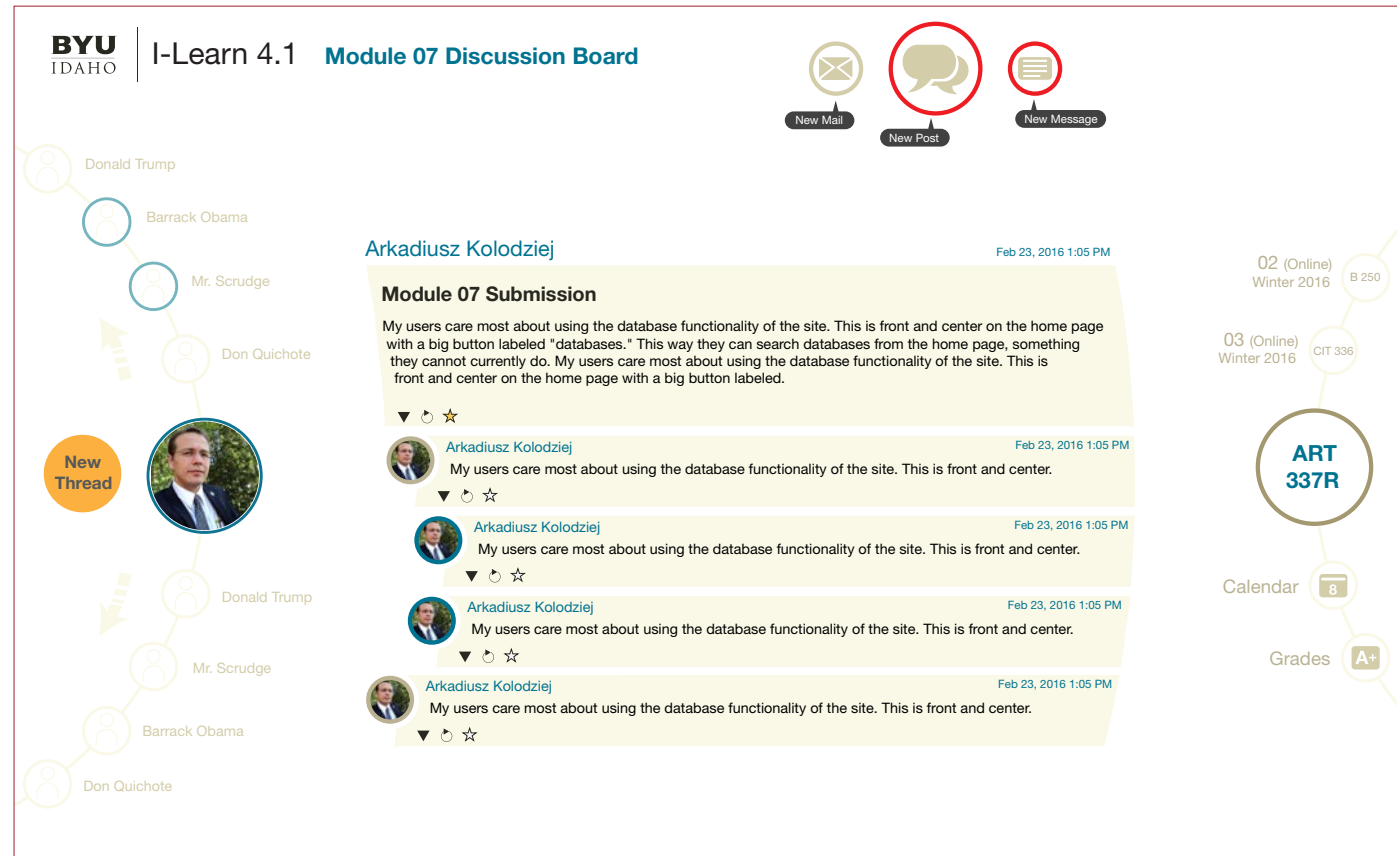 BYU
IDAHO
I-Learn 4.1
Module 07 Discussion Board
New Mail
New Post
New Message
Donald Trump
Barrack Obama
Mr. Scrudge
Don Quichote
New
Thread
Donald Trump
Mr. Scrudge
Barrack Obama
Don Quichote
Arkadiusz Kolodziej
Feb 23, 2016 1:05 PM
Module 07 Submission
My users care most about using the database functionality of the site. This is front and center on the home page
with a big button labeled "databases." This way they can search databases from the home page, something
they cannot currently do. My users care most about using the database functionality of the site. This is
front and center on the home page with a big button labeled.
Arkadiusz Kolodziej
Feb 23, 2016 1:05 PM
My users care most about using the database functionality of the site. This is front and center.
Arkadiusz Kolodziej
Feb 23, 2016 1:05 PM
My users care most about using the database functionality of the site. This is front and center.
Arkadiusz Kolodziej
Feb 23, 2016 1:05 PM
My users care most about using the database functionality of the site. This is front and center.
Arkadiusz Kolodziej
Feb 23, 2016 1:05 PM
My users care most about using the database functionality of the site. This is front and center.
02 (Online)
Winter 2016
B 250
03 (Online)
Winter 2016
CIT 336
ART
337R
Calendar
8
Grades
A+